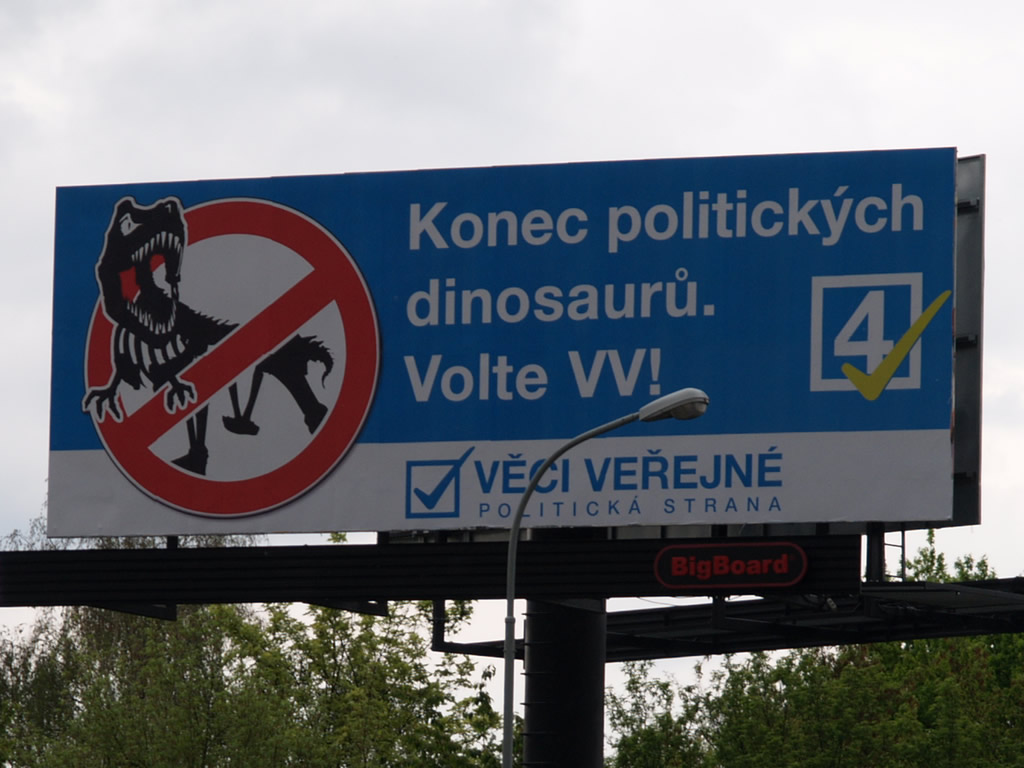 Konec politických
dinosaurů.
Volte VV!
4
VĚCI VEŘEJNÉ
POLITICKÁ STRANA
BigBoard